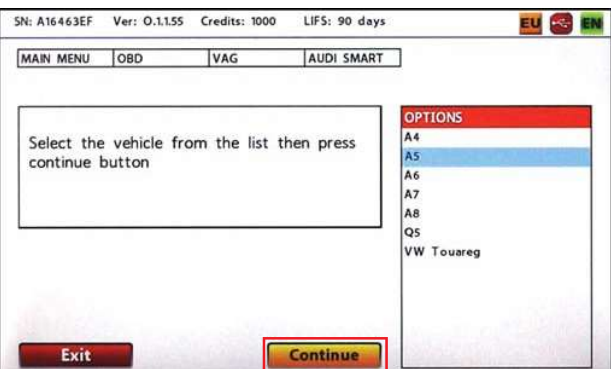 SN: A16463EF Ver: O.1.1.55 Credits: 1000 LIFS: 90 days EU EN
MAIN MENU OBD VAG AUDI SMART
Select the vehicle from the list then press
continue button
OPTIONS
A4
A5
A6
A7
A8
Q5
VW Touareg
Exit Continue